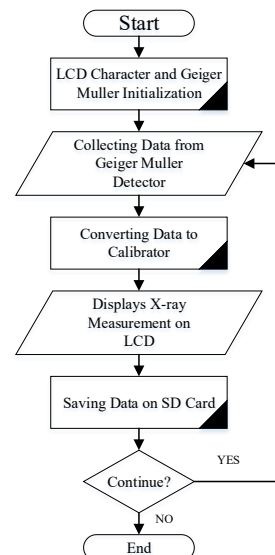 Start
LCD Character and Geiger
Muller Initialization
Collecting Data from
Geiger Muller
Detector
Converting Data to
Calibrator
Displays X-ray
Measurement on
LCD
Saving Data on SD Card
Continue?
YES
NO
End